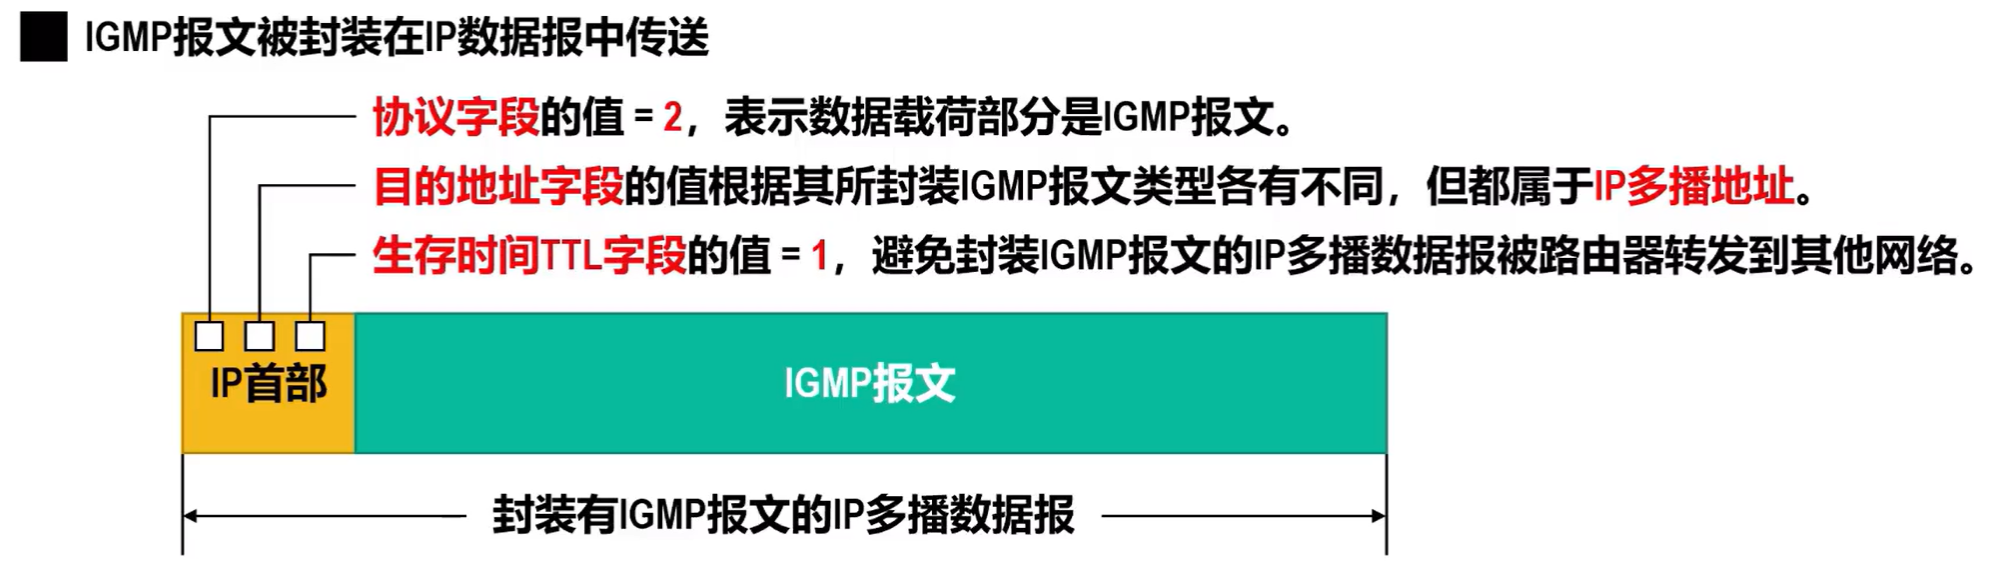 IGMP报文被封装在IP数据报中传送
协议字段的值 = 2，表示数据载荷部分是IGMP报文。
目的地址字段的值根据其所封装IGMP报文类型各有不同，但都属于IP多播地址。
生存时间TTL字段的值 = 1，避免封装IGMP报文的IP多播数据报被路由器转发到其他网络。
IP首部
IGMP报文
封装有IGMP报文的IP多播数据报